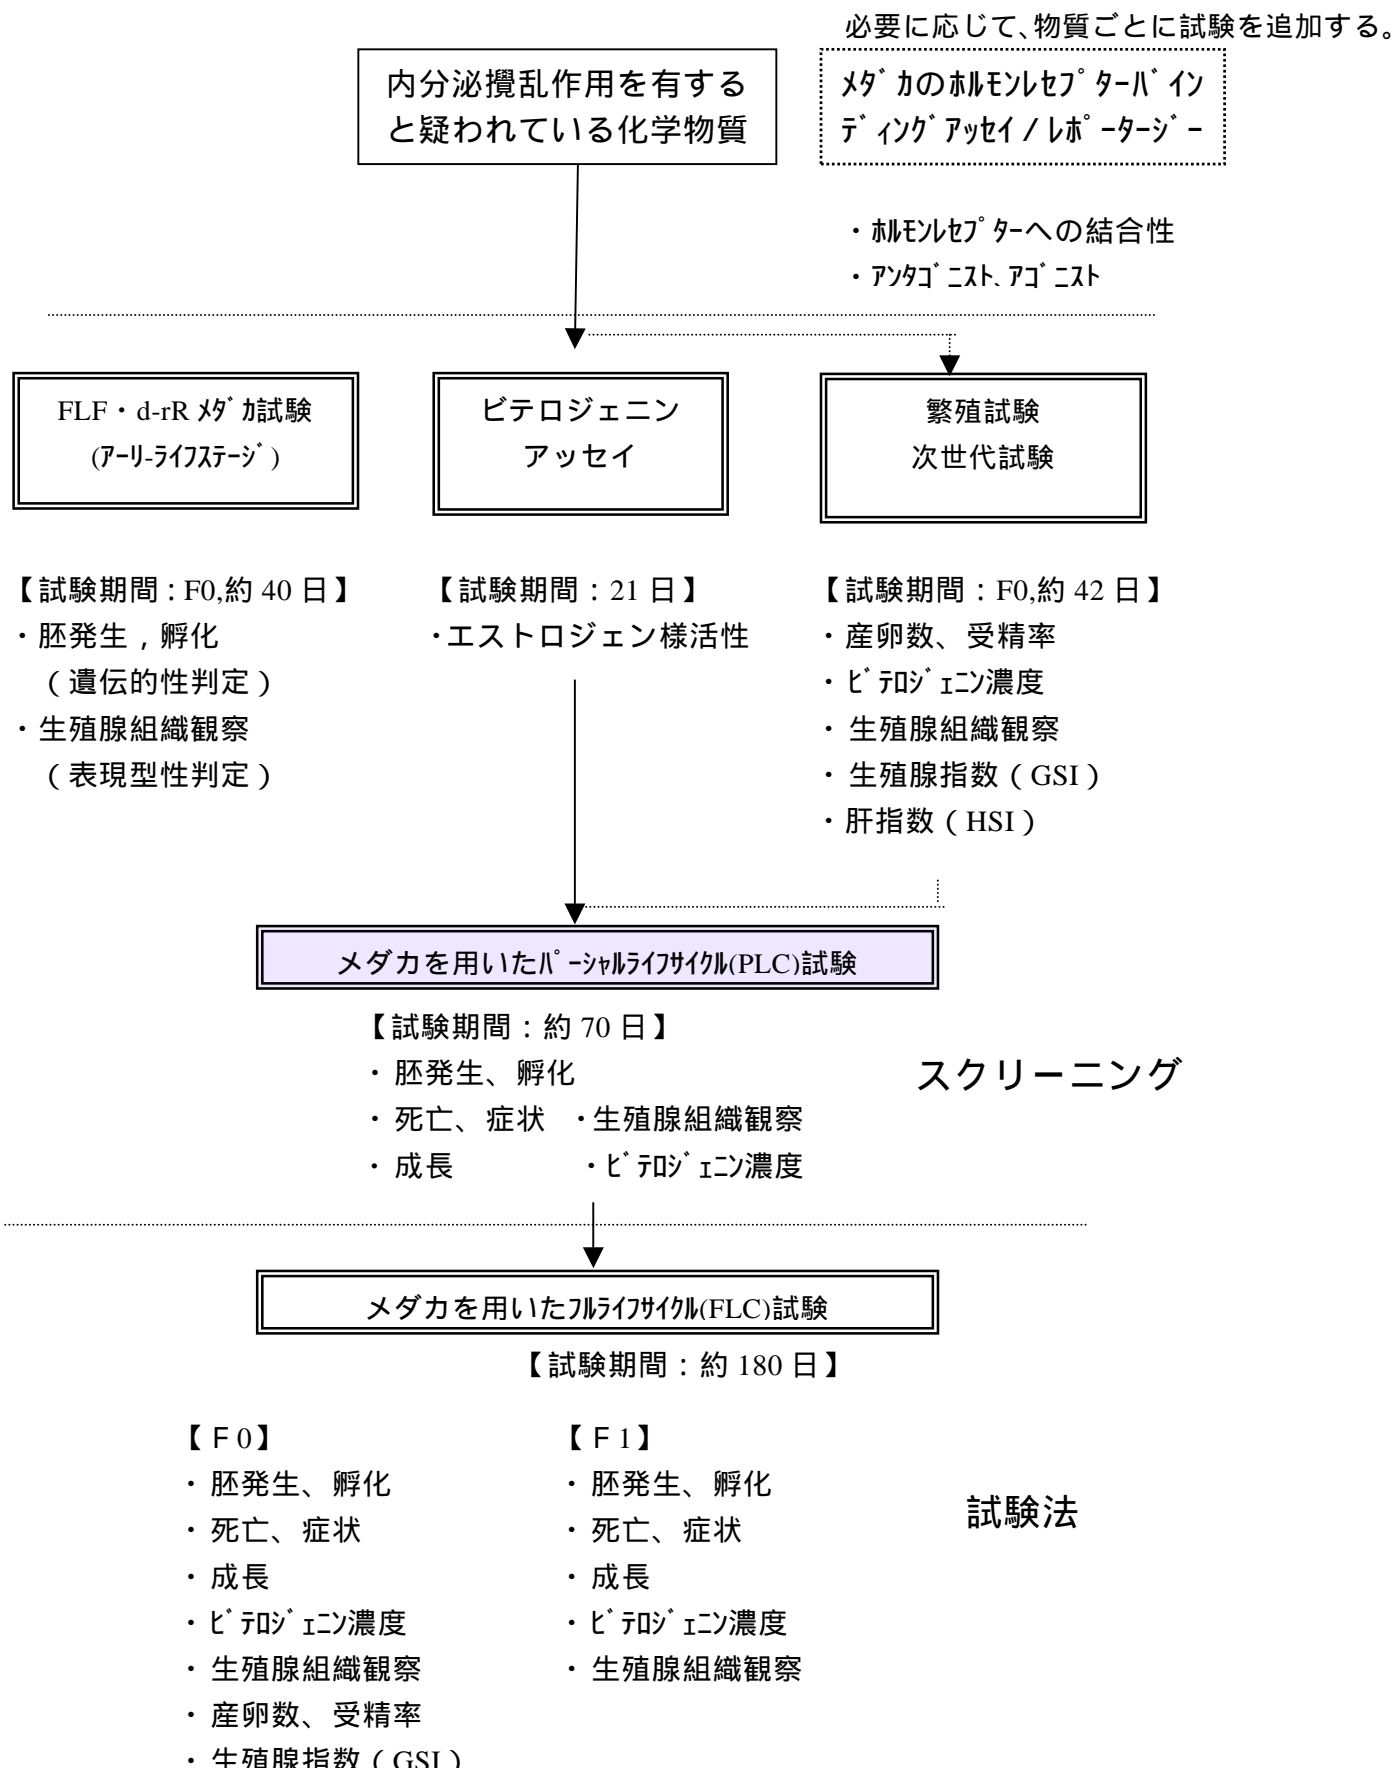 必要に応じて、物質ごとに試験を追加する。
内分泌攪乱作用を有する
と疑われている化学物質
ﾒﾀﾞｶのﾎﾙﾓﾝﾚｾﾌﾟﾀｰﾊﾞｲﾝ
ﾃﾞｨﾝｸﾞｱｯｾｲ／ﾚﾎﾟｰﾀｰｼﾞｰ
・ﾎﾙﾓﾝﾚｾﾌﾟﾀｰへの結合性
・ｱﾝﾀｺﾞﾆｽﾄ、ｱｺﾞﾆｽﾄ
FLF・d-rR ﾒﾀﾞｶ試験
(ｱｰﾘ-ﾗｲﾌｽﾃｰｼﾞ)
ビテロジェニン
アッセイ
繁殖試験
次世代試験
【試験期間：F0,約 40 日】
・胚発生，孵化
（遺伝的性判定）
・生殖腺組織観察
（表現型性判定）
【試験期間：21 日】
・エストロジェン様活性
【試験期間：F0,約 42 日】
・産卵数、受精率
・ﾋﾞﾃﾛｼﾞｪﾆﾝ濃度
・生殖腺組織観察
・生殖腺指数（GSI）
・肝指数（HSI）
メダカを用いたﾊﾟｰｼｬﾙﾗｲﾌｻｲｸﾙ(PLC)試験
【試験期間：約 70 日】
・胚発生、孵化
・死亡、症状　・生殖腺組織観察
・成長　・ﾋﾞﾃﾛｼﾞｪﾆﾝ濃度
スクリーニング
メダカを用いたﾌﾙﾗｲﾌｻｲｸﾙ(FLC)試験
【試験期間：約 180 日】
【Ｆ0】
・胚発生、孵化
・死亡、症状
・成長
・ﾋﾞﾃﾛｼﾞｪﾆﾝ濃度
・生殖腺組織観察
・産卵数、受精率
・生殖腺指数（GSI）
【Ｆ1】
・胚発生、孵化
・死亡、症状
・成長
・ﾋﾞﾃﾛｼﾞｪﾆﾝ濃度
・生殖腺組織観察
試験法